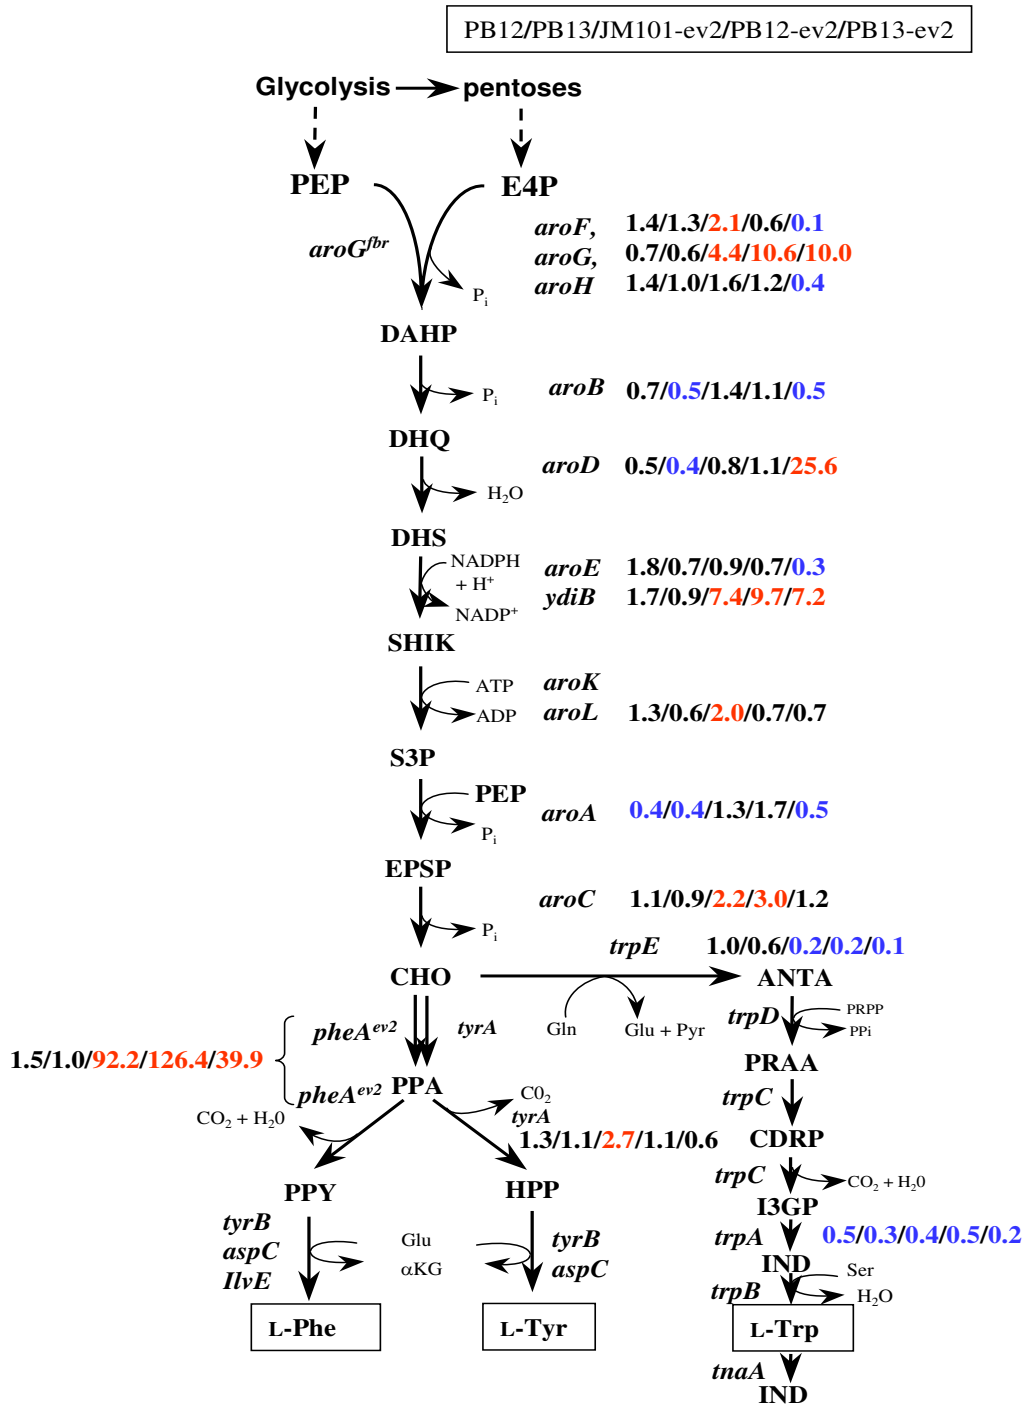 PB12/PB13/JM101-ev2/PB12-ev2/PB13-ev2
Glycolysis pentoses
PEP E4P
aroGfbr
aroF, 1.4/1.3/2.1/0.6/0.1
aroG, 0.7/0.6/4.4/10.6/10.0
aroH 1.4/1.0/1.6/1.2/0.4
Pi
DAHP
Pi
aroB 0.7/0.5/1.4/1.1/0.5
DHQ
aroD 0.5/0.4/0.8/1.1/25.6
H2O
DHS
NADPH
+ H+
NADP+
aroE 1.8/0.7/0.9/0.7/0.3
ydiB 1.7/0.9/7.4/9.7/7.2
SHIK
ATP
ADP
aroK
aroL 1.3/0.6/2.0/0.7/0.7
S3P
PEP
Pi
aroA 0.4/0.4/1.3/1.7/0.5
EPSP
aroC 1.1/0.9/2.2/3.0/1.2
Pi
trpE 1.0/0.6/0.2/0.2/0.1
CHO ANTA
Gln Glu + Pyr
trpD PRPP
PPi
pheAev2 tyrA
1.5/1.0/92.2/126.4/39.9
PRAA
pheAev2 PPA
C02
tyrA
trpC
CO2 + H20
1.3/1.1/2.7/1.1/0.6
CDRP
trpC CO2 + H20
PPY HPP
I3GP
tyrB
aspC
IlvE
Glu
αKG
tyrB
aspC
trpA 0.5/0.3/0.4/0.5/0.2
IND
Ser
trpB H2O
L-Phe L-Tyr L-Trp
tnaA
IND